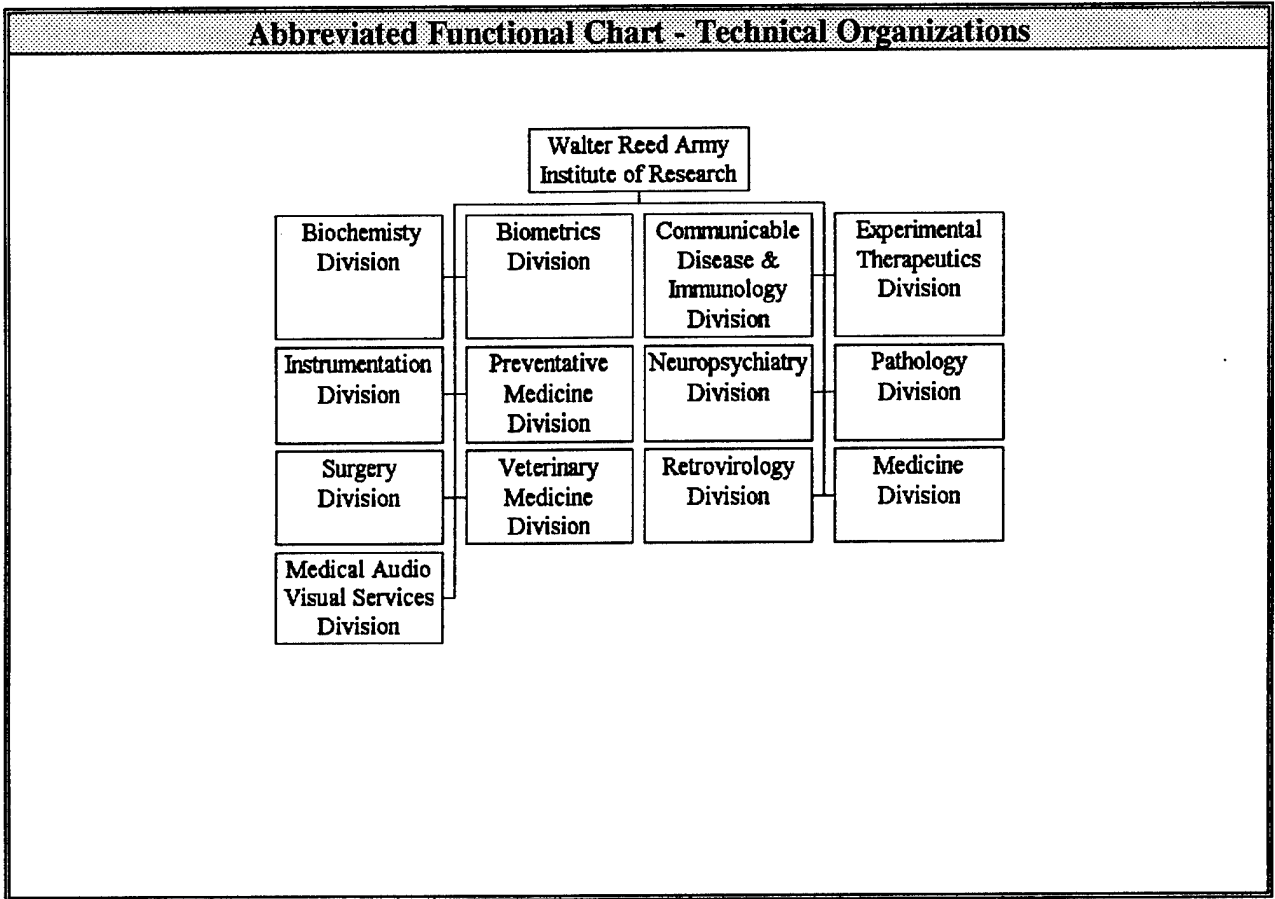 Abbreviated Functional Chart - Technical Organizations
Walter Reed Army
Institute of Research
Biochemisty
Division
Biometrics
Division
Communicable
Disease &
Immunology
Division
Experimental
Therapeutics
Division
Instrumentation
Division
Preventative
Medicine
Division
Neuropsychiatry
Division
Pathology
Division
Surgery
Division
Veterinary
Medicine
Division
Retrovirology
Division
Medicine
Division
Medical Audio
Visual Services
Division